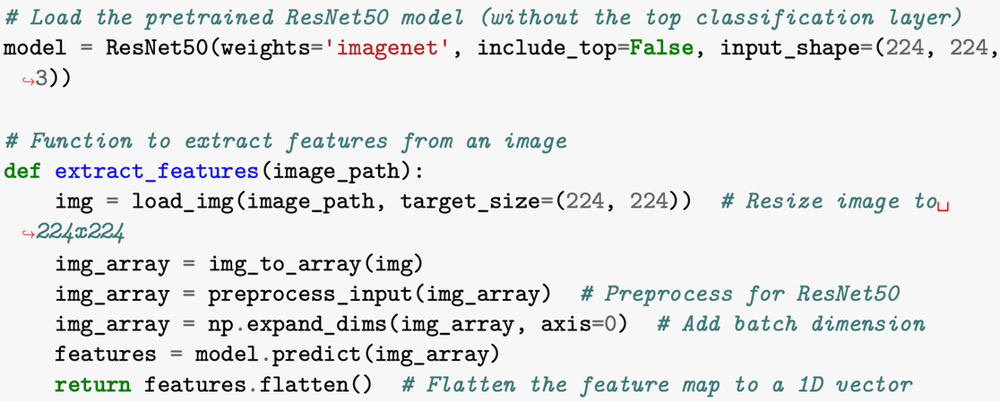 # Load the pretrained ResNet50 model (without the top classification layer)
model = ResNet50(weights='imagenet', include_top=False, input_shape=(224, 224,
↪3))
# Function to extract features from an image
def extract_features(image_path):
    img = load_img(image_path, target_size=(224, 224))  # Resize image to␣
↪224x224
    img_array = img_to_array(img)
    img_array = preprocess_input(img_array)  # Preprocess for ResNet50
    img_array = np.expand_dims(img_array, axis=0)  # Add batch dimension
    features = model.predict(img_array)
    return features.flatten()  # Flatten the feature map to a 1D vector